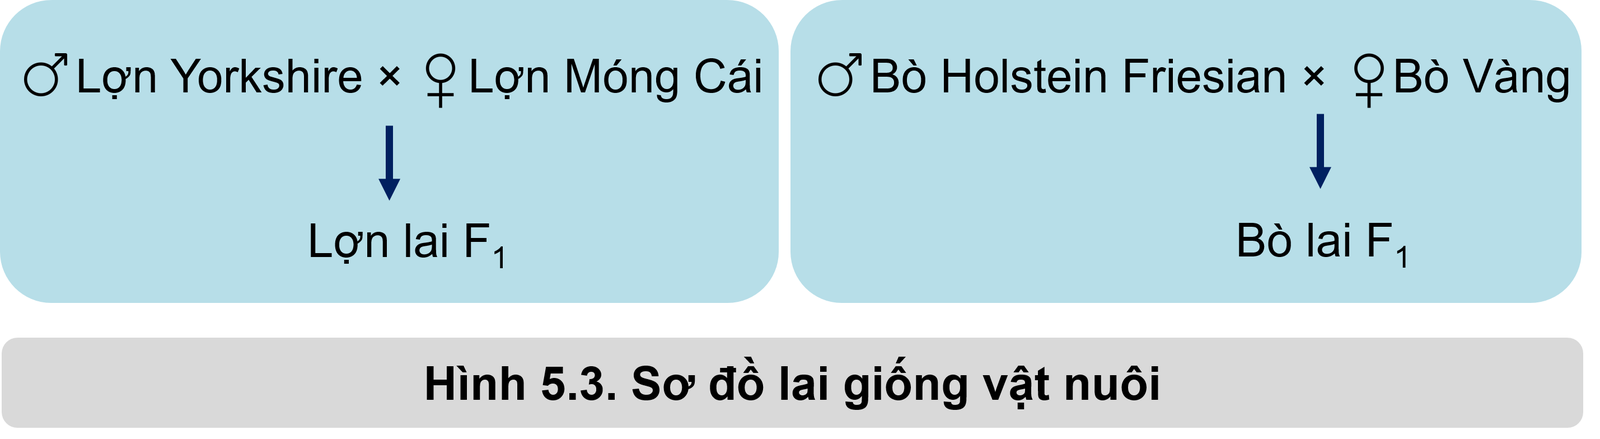 ♂Lợn Yorkshire × ♀Lợn Móng Cái
Lợn lai F₁
♂Bò Holstein Friesian × ♀Bò Vàng
Bò lai F₁
Hình 5.3. Sơ đồ lai giống vật nuôi